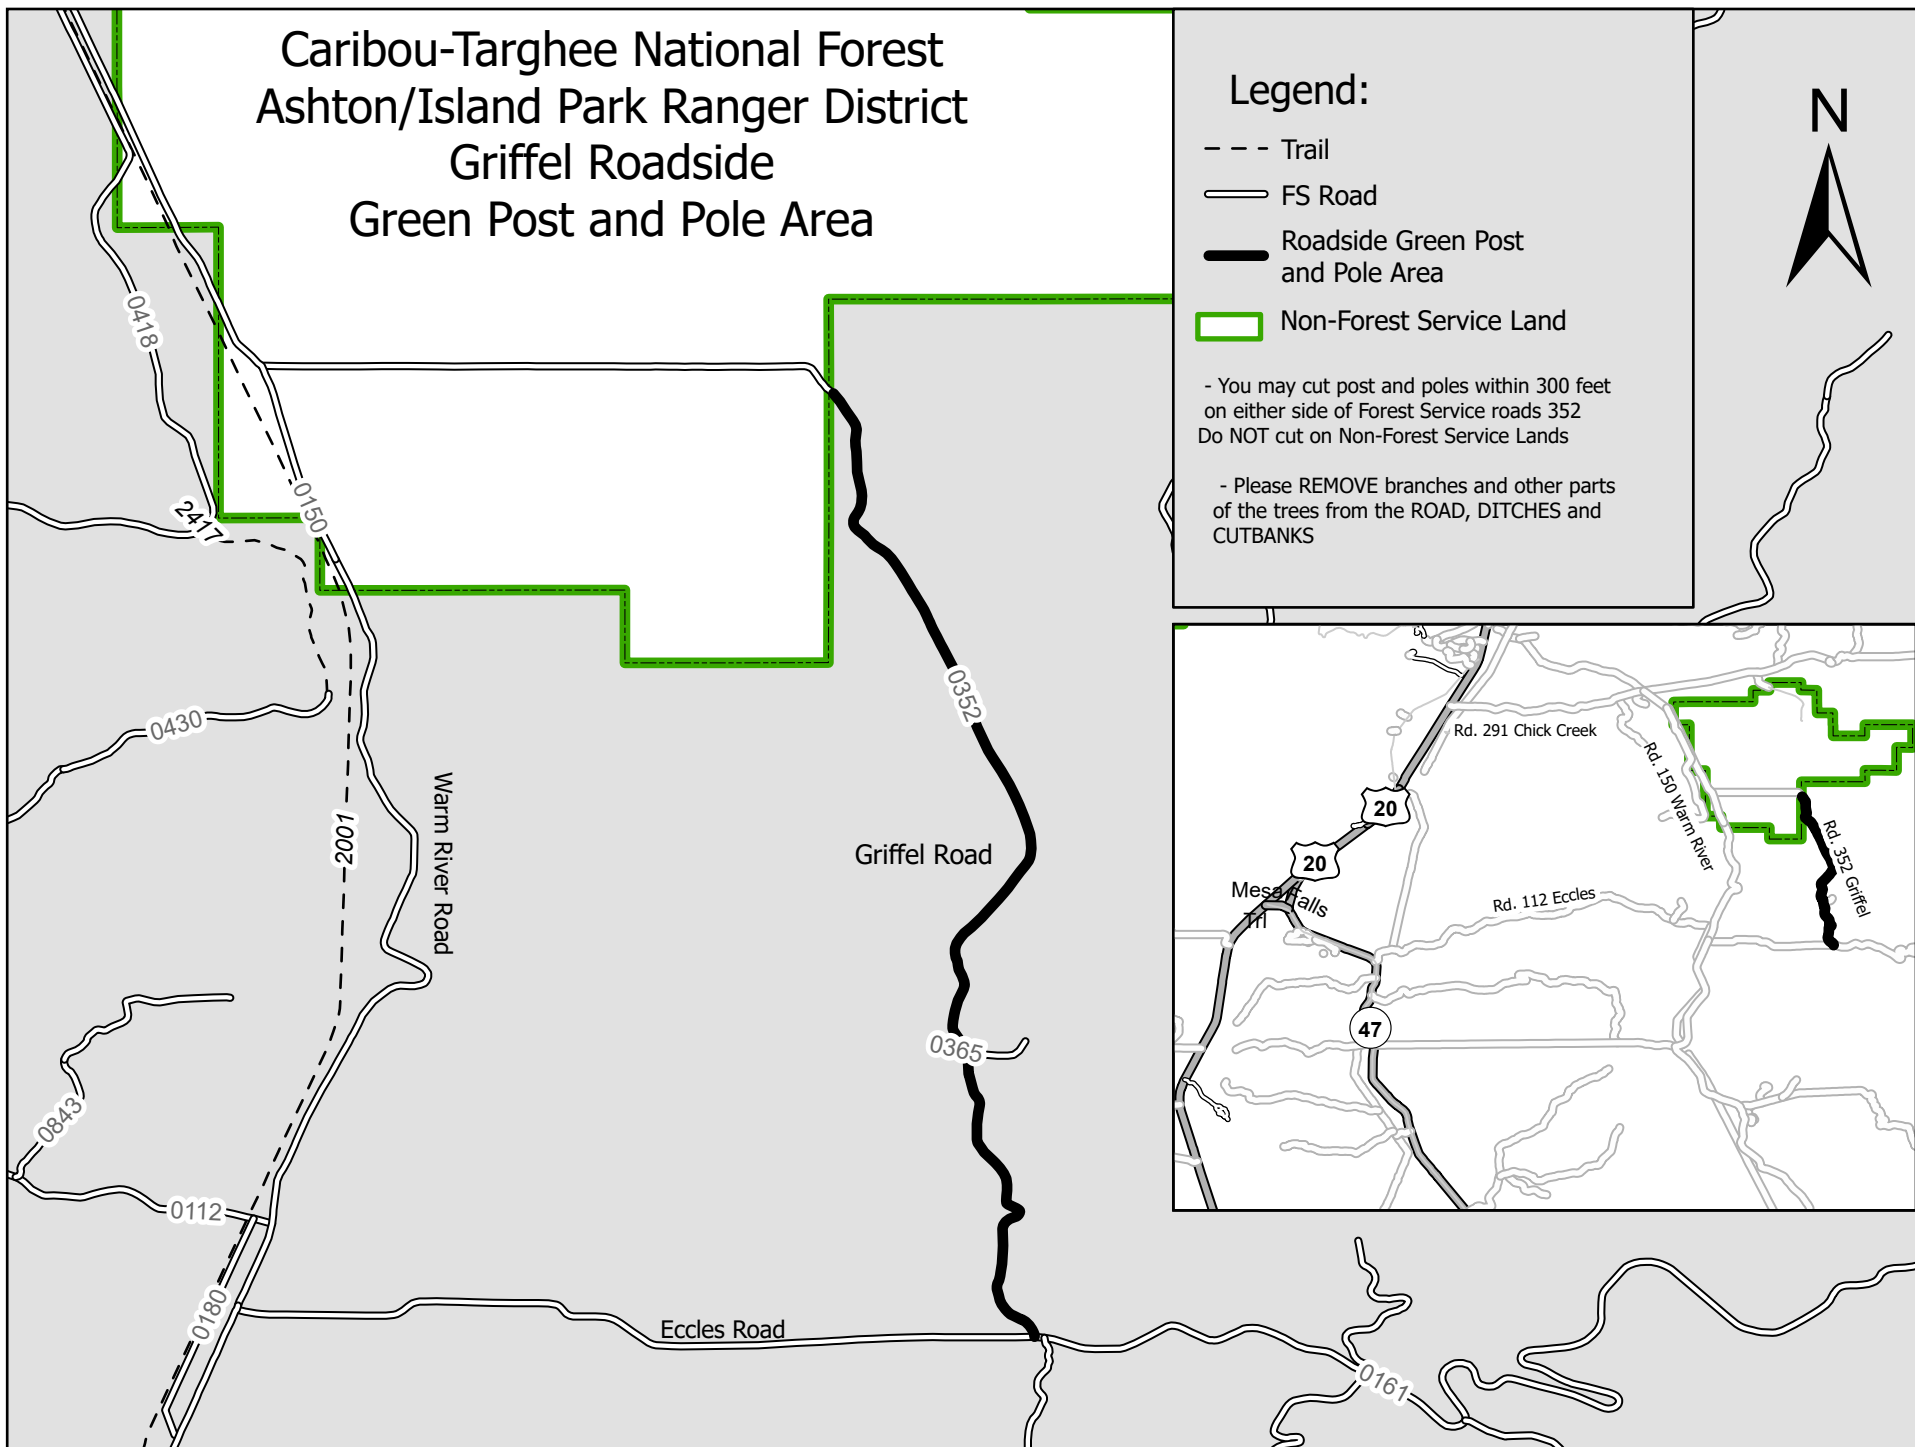 Caribou-Targhee National Forest
Ashton/Island Park Ranger District
Griffel Roadside
Green Post and Pole Area
Legend:
Trail
FS Road
Roadside Green Post
and Pole Area
Non-Forest Service Land
- You may cut post and poles within 300 feet
on either side of Forest Service roads 352
Do NOT cut on Non-Forest Service Lands
- Please REMOVE branches and other parts
of the trees from the ROAD, DITCHES and
CUTBANKS
N
0418
2417
0150
0430
2001
Warm River Road
0352
Griffel Road
0365
0843
0112
0180
Eccles Road
0161
Rd. 291 Chick Creek
Rd. 150 Warm River
20
20
Mesa Falls
Trl
Rd. 352 Griffel
Rd. 112 Eccles
47